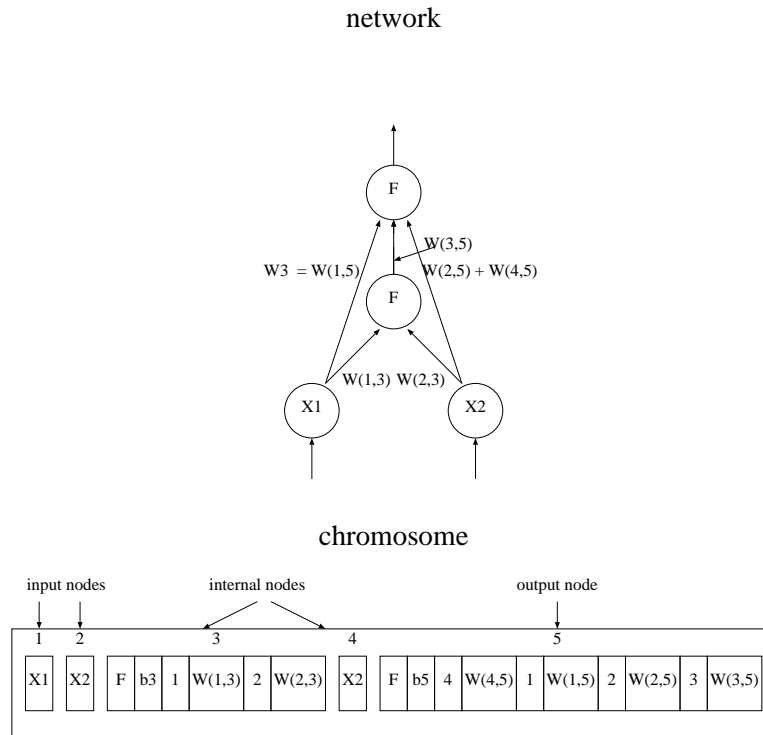 network
F
W(3,5)
W3 = W(1,5) W(2,5) + W(4,5)
F
W(1,3) W(2,3)
X1 X2
chromosome
input nodes internal nodes output node
1 2 3 4 5
X1 X2 F b3 1 W(1,3) 2 W(2,3) X2 F b5 4 W(4,5) 1 W(1,5) 2 W(2,5) 3 W(3,5)